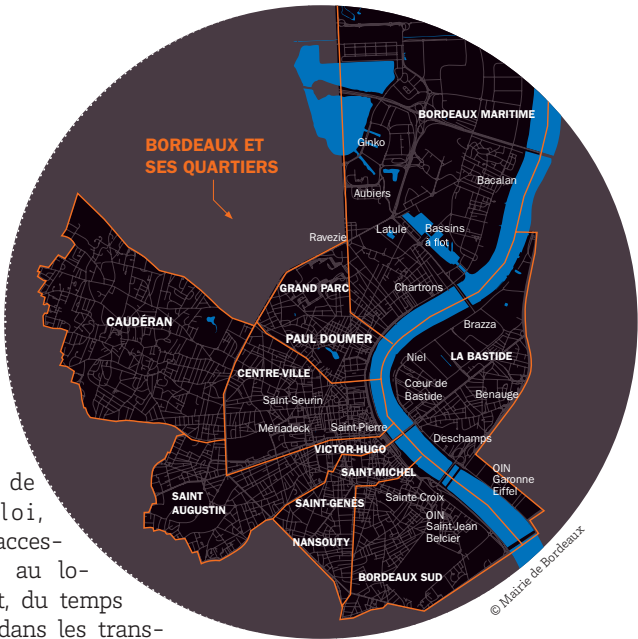 BORDEAUX ET
SES QUARTIERS
BORDEAUX MARITIME
Ginko
Bacalan
Aubiers
Latule
Bassins
à flot
Ravezie
GRAND PARC
Chartrons
CAUDÉRAN
PAUL DOUMER
Brazza
Niel
LA BASTIDE
CENTRE-VILLE
Cœur de
Bastide
Benauge
Saint-Seurin
Mériadeck
Saint-Pierre
Deschamps
VICTOR-HUGO
SAINT-MICHEL
OIN
Garonne
Eiffel
SAINT
AUGUSTIN
SAINT-GENÈS
Sainte-Croix
OIN
Saint-Jean
Belcier
NANSOUTY
BORDEAUX SUD
© Mairie de Bordeaux
de
loi,
acces-
au lo-
t, du temps
dans les trans-